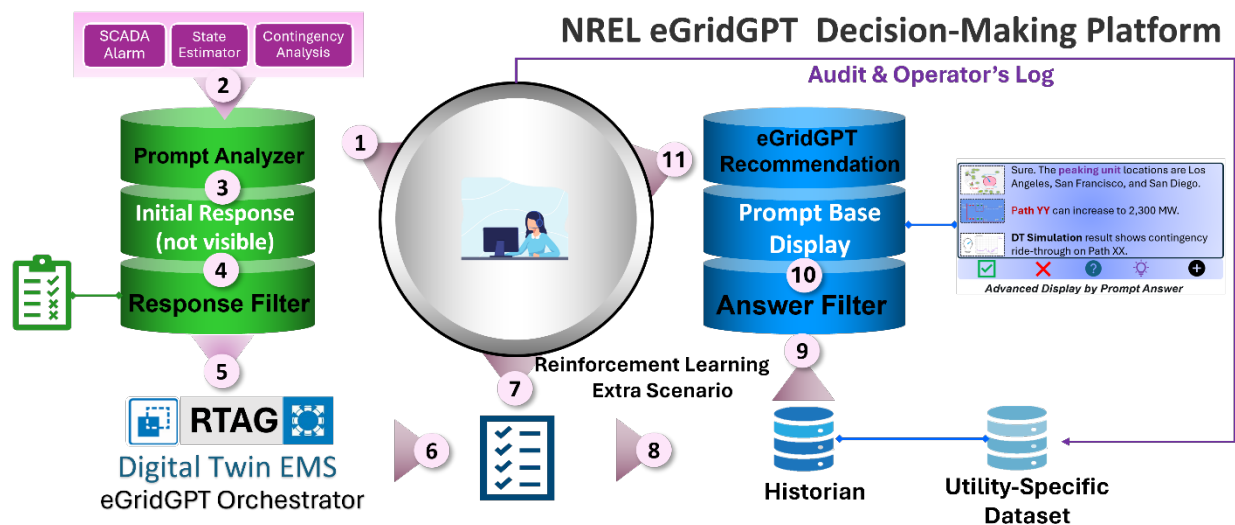 NREL eGridGPT Decision-Making Platform
Audit & Operator's Log
SCADA
Alarm
State
Estimator
Contingency
Analysis
2
Prompt Analyzer
3
Initial Response
(not visible)
4
Response Filter
5
RTAG
Digital Twin EMS
eGridGPT Orchestrator
1
11
6
7
Reinforcement Learning
Extra Scenario
8
eGridGPT
Recommendation
Prompt Base
Display
10
Answer Filter
9
Historian
Utility-Specific
Dataset
Sure. The peaking unit locations are Los
Angeles, San Francisco, and San Diego.
Path YY can increase to 2,300 MW.
DT Simulation result shows contingency
ride-through on Path XX.
?
Advanced Display by Prompt Answer